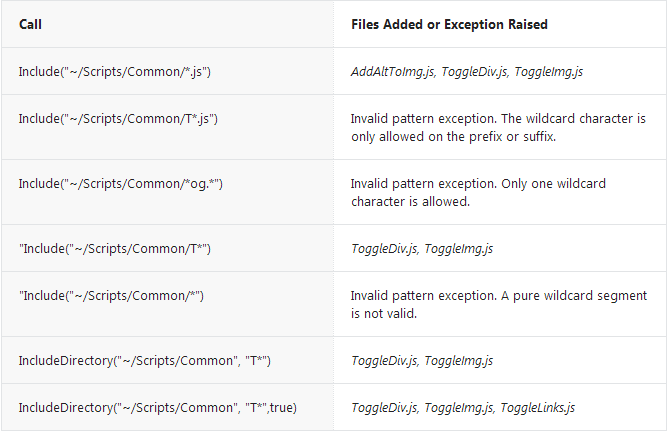 Call Files Added or Exception Raised
Include("~/Scripts/Common/*.js") AddAltToImg.js, ToggleDiv.js, ToggleImg.js
Include("~/Scripts/Common/T*.js") Invalid pattern exception. The wildcard character is
only allowed on the prefix or suffix.
Include("~/Scripts/Common/*og.*") Invalid pattern exception. Only one wildcard
character is allowed.
"Include("~/Scripts/Common/T*") ToggleDiv.js, ToggleImg.js
"Include("~/Scripts/Common/*") Invalid pattern exception. A pure wildcard segment
is not valid.
IncludeDirectory("~/Scripts/Common", "T*") ToggleDiv.js, ToggleImg.js
IncludeDirectory("~/Scripts/Common", "T*",true) ToggleDiv.js, ToggleImg.js, ToggleLinks.js